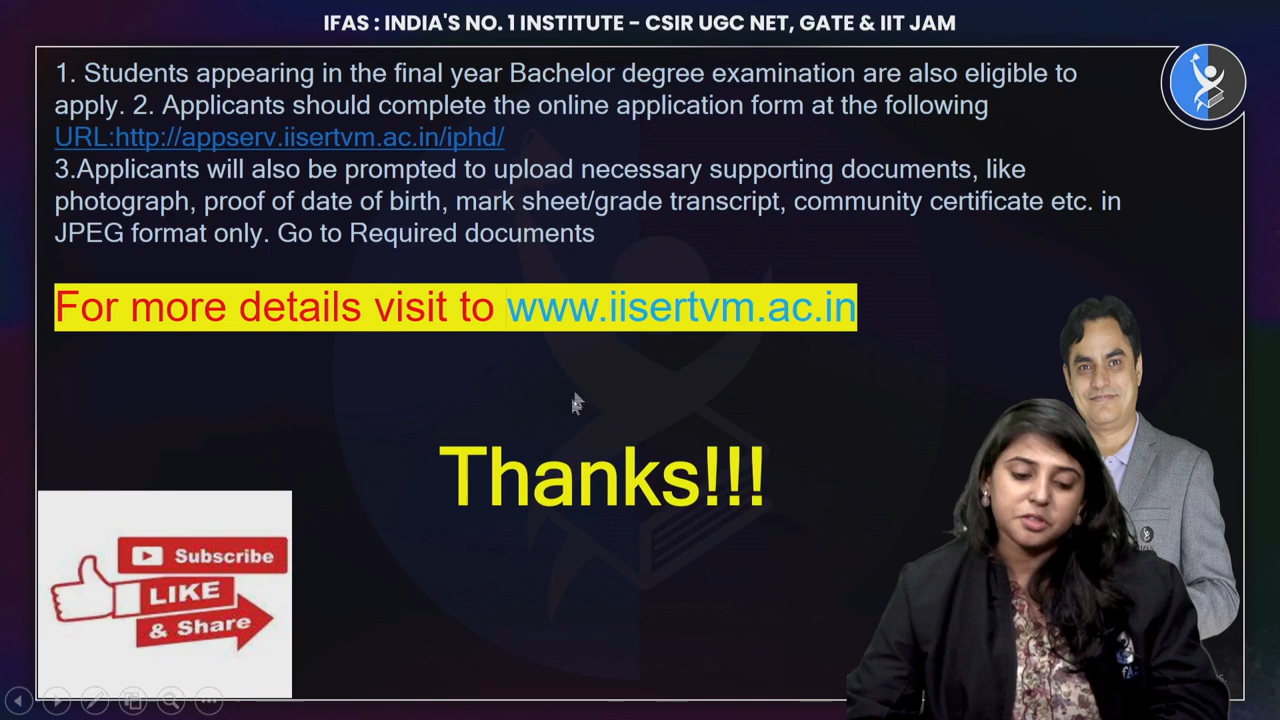 IFAS : INDIA'S NO. 1 INSTITUTE – CSIR UGC NET, GATE & IIT JAM
1. Students appearing in the final year Bachelor degree examination are also eligible to
apply. 2. Applicants should complete the online application form at the following
URL:http://appserv.iisertvm.ac.in/iphd/
3.Applicants will also be prompted to upload necessary supporting documents, like
photograph, proof of date of birth, mark sheet/grade transcript, community certificate etc. in
JPEG format only. Go to Required documents
For more details visit to www.iisertvm.ac.in
Thanks!!!
Subscribe
LIKE
& Share